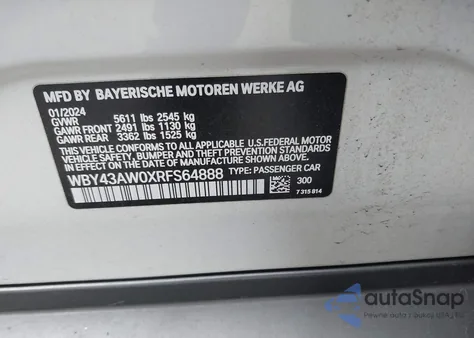 MFD BY BAYERISCHE MOTOREN WERKE AG
01/2024
GVWR 5611 lbs 2545 kg
GAWR FRONT 2491 lbs 1130 kg
GAWR REAR 3362 lbs 1525 kg
THIS VEHICLE CONFORMS TO ALL APPLICABLE U.S.FEDERAL MOTOR
VEHICLE SAFETY, BUMPER AND THEFT PREVENTION STANDARDS IN
EFFECT ON THE DATE OF MANUFACTURE SHOWN ABOVE.
WBY43AW0XRFS64888 TYPE: PASSENGER CAR
300
7 315 814
autoSnap
Pewne auta z